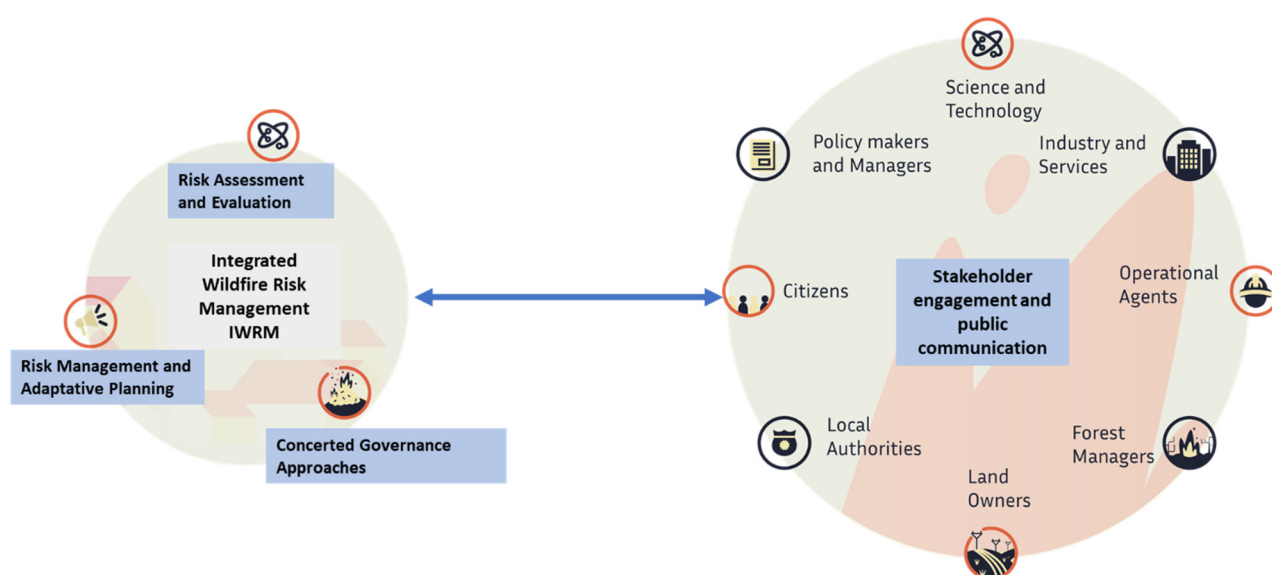 Risk Assessment
and Evaluation
Integrated
Wildfire Risk
Management
IWRM
Risk Management and
Adaptative Planning
Concerted Governance
Approaches
Science and
Technology
Policy makers
and Managers
Industry and
Services
Citizens
Stakeholder
engagement and
public
communication
Operational
Agents
Local
Authorities
Forest
Managers
Land
Owners